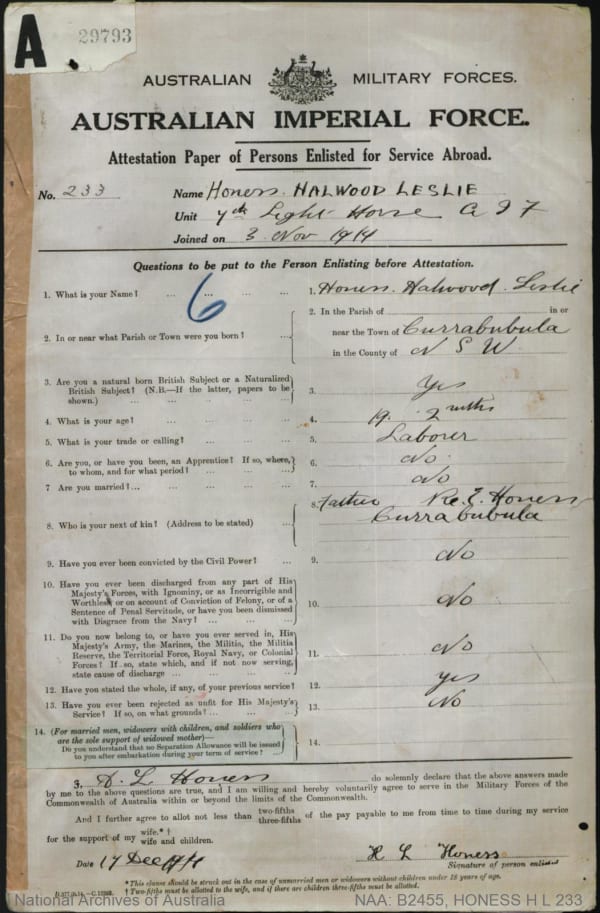 A 29793
AUSTRALIAN MILITARY FORCES.
AUSTRALIAN IMPERIAL FORCE.
Attestation Paper of Persons Enlisted for Service Abroad.
No. 233 Name Honess. HALWOOD LESLIE
Unit 7th Light Horse A I F
Joined on 3 Nov 1914
Questions to be put to the Person Enlisting before Attestation.
6
1. What is your Name? ... ... ... ... 1. Honess. Halwood. Leslie
2. In or near what Parish or Town were you born? ... 2. In the Parish of in or
near the Town of Currabubula
in the County of N S W
3. Are you a natural born British Subject or a Naturalized
British Subject? (N.B.—If the latter, papers to be
shown.) ... ... ... ... 3. Yes
4. What is your age? ... ... ... ... 4. 19. 2 mths
5. What is your trade or calling? ... ... ... 5. Laborer
6. Are you, or have you been, an Apprentice? If so, where,
to whom, and for what period? ... ... ... 6. No.
7 Are you married? ... ... ... ... 7. No
8. Who is your next of kin? (Address to be stated) ... 8. Father E. Honess
Currabubula
9. Have you ever been convicted by the Civil Power? ... 9. No
10. Have you ever been discharged from any part of His
Majesty's Forces, with Ignominy, or as Incorrigible and
Worthless, or on account of Conviction of Felony, or of a
Sentence of Penal Servitude, or have you been dismissed
with Disgrace from the Navy? ... ... ... 10. No
11. Do you now belong to, or have you ever served in, His
Majesty's Army, the Marines, the Militia, the Militia
Reserve, the Territorial Force, Royal Navy, or Colonial
Forces? If so, state which, and if not now serving,
state cause of discharge ... ... ... 11. No
12. Have you stated the whole, if any, of your previous service? 12. yes
13. Have you ever been rejected as unfit for His Majesty's
Service? If so, on what grounds? ... ... ... 13. No
14. (For married men, widowers with children, and soldiers who
are the sole support of widowed mother)—
Do you understand that no Separation Allowance will be issued
to you after embarkation during your term of service? 14.
3. H. L Honess do solemnly declare that the above answers made
by me to the above questions are true, and I am willing and hereby voluntarily agree to serve in the Military Forces of the
Commonwealth of Australia within or beyond the limits of the Commonwealth.
And I further agree to allot not less than two-fifths three-fifths of the pay payable to me from time to time during my service
for the support of my wife.* † wife and children.
Date 17 Dec 1914 H L Honess
Signature of person enlisted
*This clause should be struck out in the case of unmarried men or widowers without children under 18 years of age.
† Two-fifths must be allotted to the wife, and if there are children three-fifths must be allotted.
National Archives of Australia NAA: B2455, HONESS H L 233